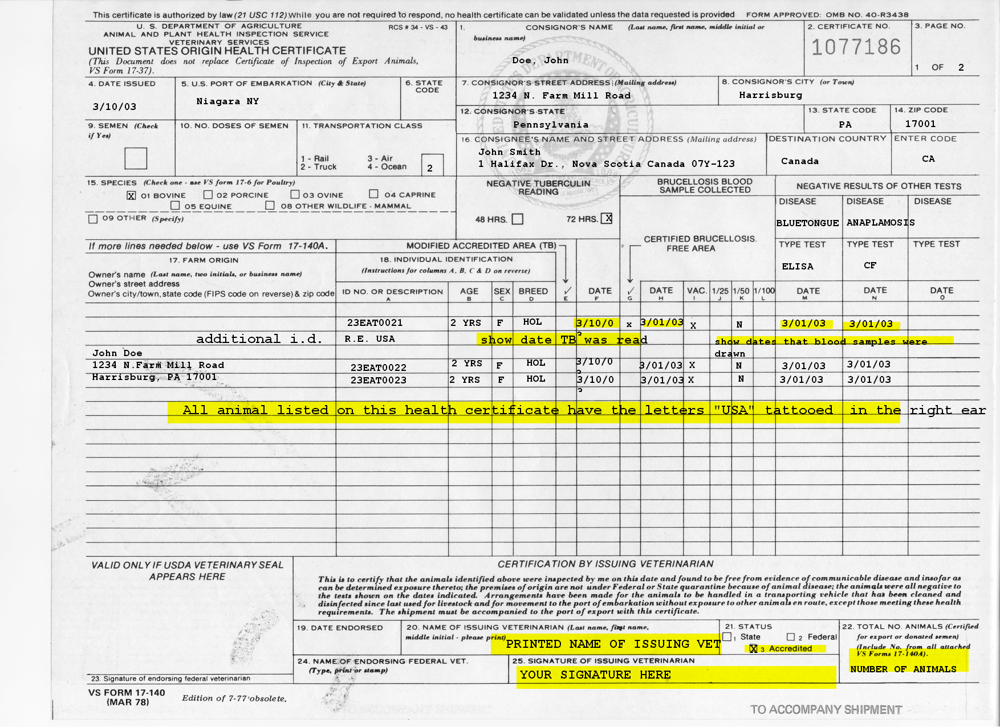 This certificate is authorized by law (21 USC 112). While you are not required to respond, no health certificate can be validated unless the data requested is provided FORM APPROVED: OMB NO. 40-R3438
U. S. DEPARTMENT OF AGRICULTURE RCS # 34 - VS - 43
ANIMAL AND PLANT HEALTH INSPECTION SERVICE
VETERINARY SERVICES
UNITED STATES ORIGIN HEALTH CERTIFICATE
(This Document does not replace Certificate of Inspection of Export Animals,
VS Form 17-37).
1. CONSIGNOR'S NAME (Last name, first name, middle initial or
business name)
Doe, John
2. CERTIFICATE NO.
1077186
3. PAGE NO.
1 OF 2
4. DATE ISSUED
3/10/03
5. U.S. PORT OF EMBARKATION (City & State)
Niagara NY
6. STATE
CODE
7. CONSIGNOR'S STREET ADDRESS (Mailing address)
1234 N. Farm Mill Road
8. CONSIGNOR'S CITY (or Town)
Harrisburg
12. CONSIGNOR'S STATE
Pennsylvania
13. STATE CODE
PA
14. ZIP CODE
17001
9. SEMEN (Check
if Yes)
10. NO. DOSES OF SEMEN
11. TRANSPORTATION CLASS
1 - Rail 3 - Air
2 - Truck 4 - Ocean 2
16. CONSIGNEE'S NAME AND STREET ADDRESS (Mailing address)
John Smith
1 Halifax Dr., Nova Scotia Canada 07Y-123
DESTINATION COUNTRY
Canada
ENTER CODE
CA
15. SPECIES (Check one - use VS form 17-6 for Poultry)
X 01 BOVINE 02 PORCINE 03 OVINE 04 CAPRINE
05 EQUINE 08 OTHER WILDLIFE - MAMMAL
09 OTHER (Specify)
NEGATIVE TUBERCULIN
READING
48 HRS. 72 HRS. X
BRUCELLOSIS BLOOD
SAMPLE COLLECTED
CERTIFIED BRUCELLOSIS.
FREE AREA
NEGATIVE RESULTS OF OTHER TESTS
DISEASE DISEASE DISEASE
BLUETONGUE ANAPLAMOSIS
TYPE TEST TYPE TEST TYPE TEST
ELISA CF
If more lines needed below - use VS Form 17-140A.
MODIFIED ACCREDITED AREA (TB)
17. FARM ORIGIN
Owner's name (Last name, two initials, or business name)
Owner's street address
Owner's city/town, state code (FIPS code on reverse) & zip code
18. INDIVIDUAL IDENTIFICATION
(Instructions for columns A, B, C & D on reverse)
ID NO. OR DESCRIPTION AGE SEX BREED ✓ DATE ✓ DATE VAC. 1/25 1/50 1/100 DATE DATE DATE
A B C D E F G H I J K L M N O
23EAT0021 2 YRS F HOL 3/10/0 x 3/01/03 X N 3/01/03 3/01/03
3
additional i.d. R.E. USA show date TB was read show dates that blood samples were
drawn
John Doe
1234 N.Farm Mill Road 23EAT0022 2 YRS F HOL 3/10/0 3/01/03 X N 3/01/03 3/01/03
3
Harrisburg, PA 17001 23EAT0023 2 YRS F HOL 3/10/0 3/01/03 X N 3/01/03 3/01/03
3
All animal listed on this health certificate have the letters "USA" tattooed in the right ear
VALID ONLY IF USDA VETERINARY SEAL
APPEARS HERE
CERTIFICATION BY ISSUING VETERINARIAN
This is to certify that the animals identified above were inspected by me on this date and found to be free from evidence of communicable disease and insofar as
can be determined exposure thereto; the premises of origin are not under Federal or State quarantine because of animal disease; the animals were all negative to
the tests shown on the dates indicated. Arrangements have been made for the animals to be handled in a transporting vehicle that has been cleaned and
disinfected since last used for livestock and for movement to the port of embarkation without exposure to other animals en route, except those meeting these health
requirements. The shipment must be accompanied to the port of export with this certificate.
19. DATE ENDORSED
20. NAME OF ISSUING VETERINARIAN (Last name, first name,
middle initial - please print)
PRINTED NAME OF ISSUING VET
21. STATUS
1 State 2 Federal
X 3 Accredited
22. TOTAL NO. ANIMALS (Certified
for export or donated semen)
(Include No. from all attached
VS Forms 17-140A).
NUMBER OF ANIMALS
23. Signature of endorsing federal veterinarian
24. NAME OF ENDORSING FEDERAL VET.
(Type, print or stamp)
25. SIGNATURE OF ISSUING VETERINARIAN
YOUR SIGNATURE HERE
VS FORM 17-140
(MAR 78)
Edition of 7-77 obsolete.
TO ACCOMPANY SHIPMENT